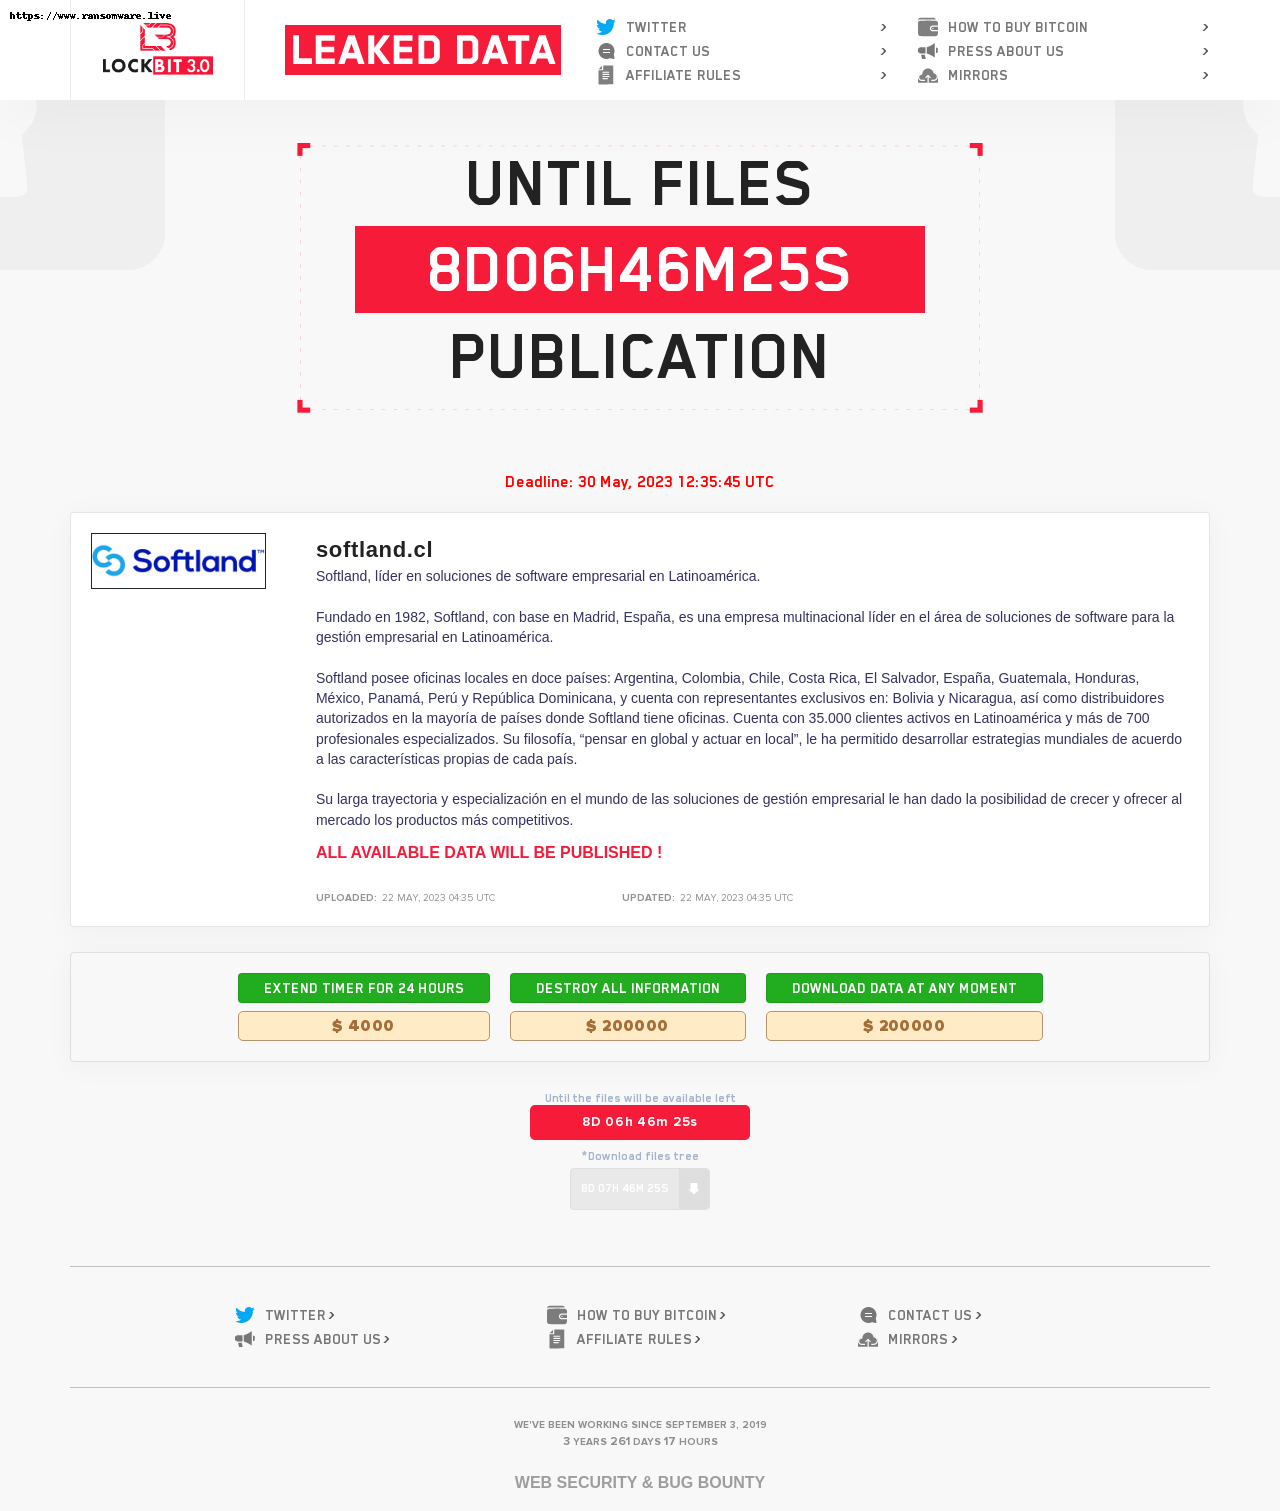 https://www.ransomware.live
LOCKBIT 3.0
LEAKED DATA
TWITTER
CONTACT US
AFFILIATE RULES
HOW TO BUY BITCOIN
PRESS ABOUT US
MIRRORS
UNTIL FILES
8D06H46M25S
PUBLICATION
Deadline: 30 May, 2023 12:35:45 UTC
Softland™
softland.cl
Softland, líder en soluciones de software empresarial en Latinoamérica.
Fundado en 1982, Softland, con base en Madrid, España, es una empresa multinacional líder en el área de soluciones de software para la
gestión empresarial en Latinoamérica.
Softland posee oficinas locales en doce países: Argentina, Colombia, Chile, Costa Rica, El Salvador, España, Guatemala, Honduras,
México, Panamá, Perú y República Dominicana, y cuenta con representantes exclusivos en: Bolivia y Nicaragua, así como distribuidores
autorizados en la mayoría de países donde Softland tiene oficinas. Cuenta con 35.000 clientes activos en Latinoamérica y más de 700
profesionales especializados. Su filosofía, “pensar en global y actuar en local”, le ha permitido desarrollar estrategias mundiales de acuerdo
a las características propias de cada país.
Su larga trayectoria y especialización en el mundo de las soluciones de gestión empresarial le han dado la posibilidad de crecer y ofrecer al
mercado los productos más competitivos.
ALL AVAILABLE DATA WILL BE PUBLISHED !
UPLOADED: 22 MAY, 2023 04:35 UTC
UPDATED: 22 MAY, 2023 04:35 UTC
EXTEND TIMER FOR 24 HOURS
$ 4000
DESTROY ALL INFORMATION
$ 200000
DOWNLOAD DATA AT ANY MOMENT
$ 200000
Until the files will be available left
8D 06h 46m 25s
*Download files tree
8D 07H 46M 25S
TWITTER
PRESS ABOUT US
HOW TO BUY BITCOIN
AFFILIATE RULES
CONTACT US
MIRRORS
WE'VE BEEN WORKING SINCE SEPTEMBER 3, 2019
3 YEARS 261 DAYS 17 HOURS
WEB SECURITY & BUG BOUNTY